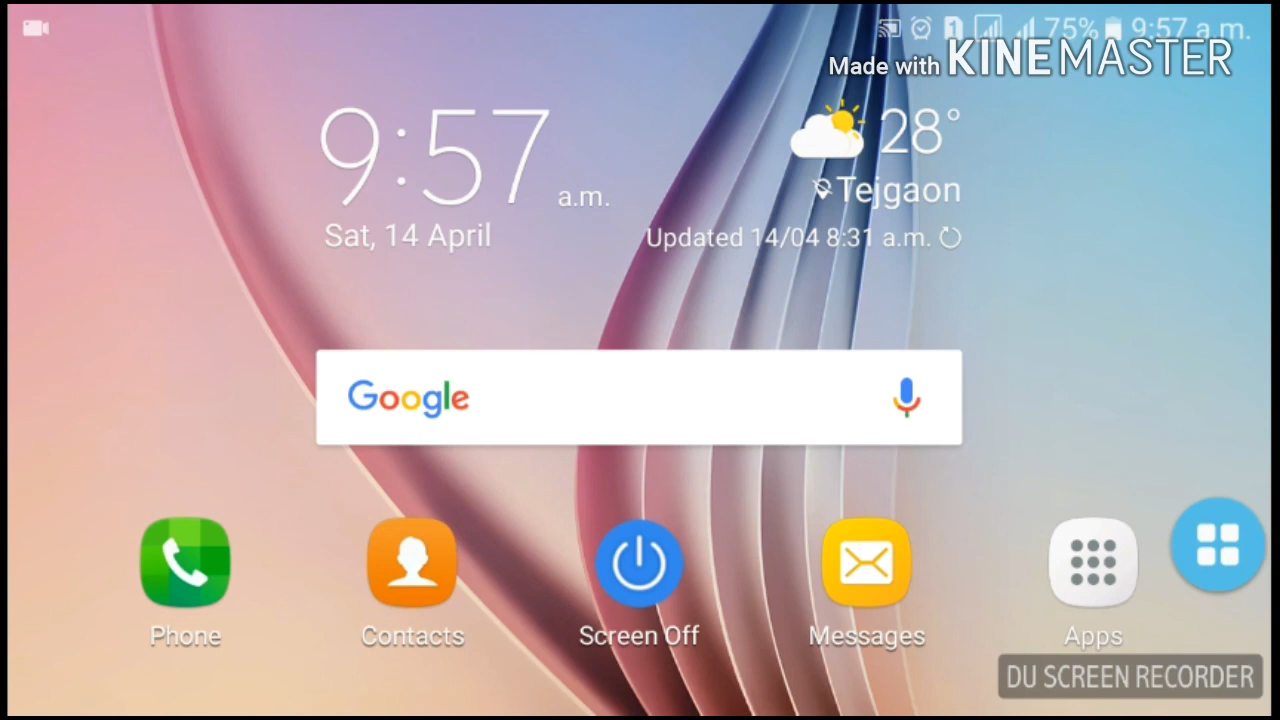 1 75% 9:57 a.m.
Made with KINEMASTER
9:57 a.m.
28°
Tejgaon
Sat, 14 April
Updated 14/04 8:31 a.m.
Google
Phone
Contacts
Screen Off
Messages
Apps
DU SCREEN RECORDER